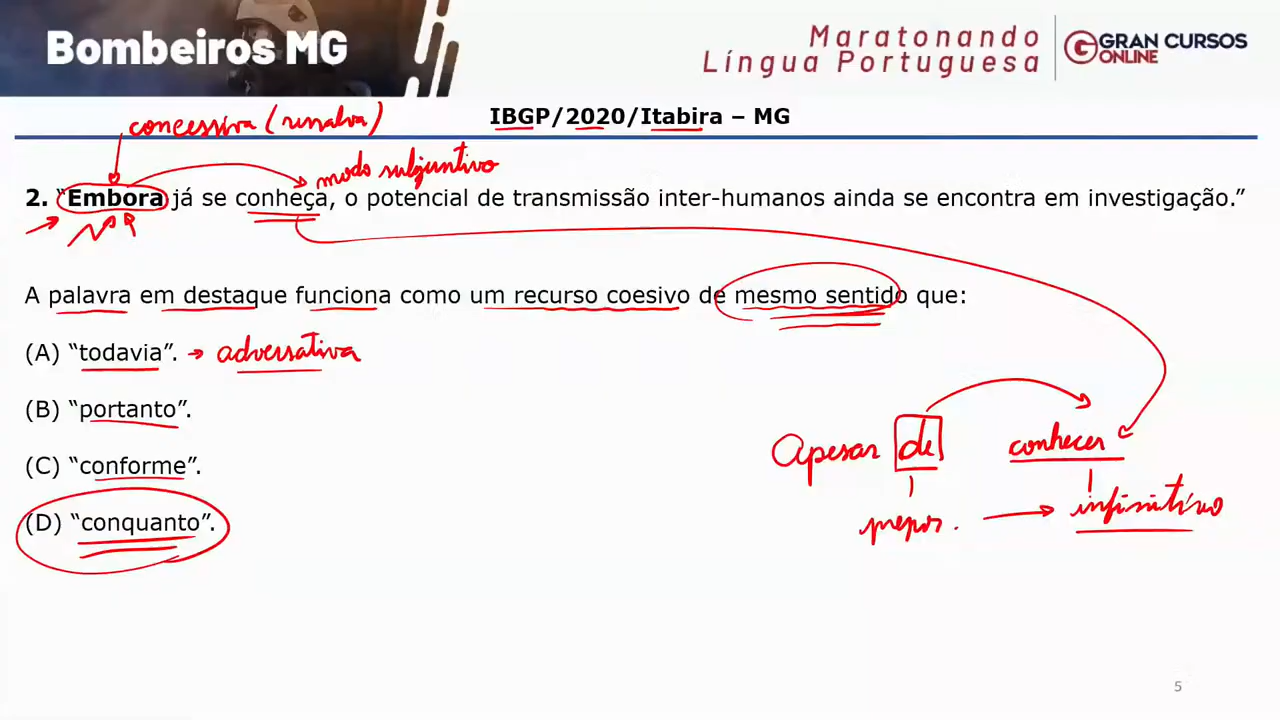 Bombeiros MG
Maratonando
Língua Portuguesa
GRAN CURSOS
ONLINE
concessiva (ressalva)
IBGP/2020/Itabira – MG
modo subjuntivo
2. “Embora já se conheça, o potencial de transmissão inter-humanos ainda se encontra em investigação.”
A palavra em destaque funciona como um recurso coesivo de mesmo sentido que:
(A) “todavia”. → adversativa
(B) “portanto”.
(C) “conforme”.
(D) “conquanto”.
Apesar de conhecer
prepos. → infinitivo
5